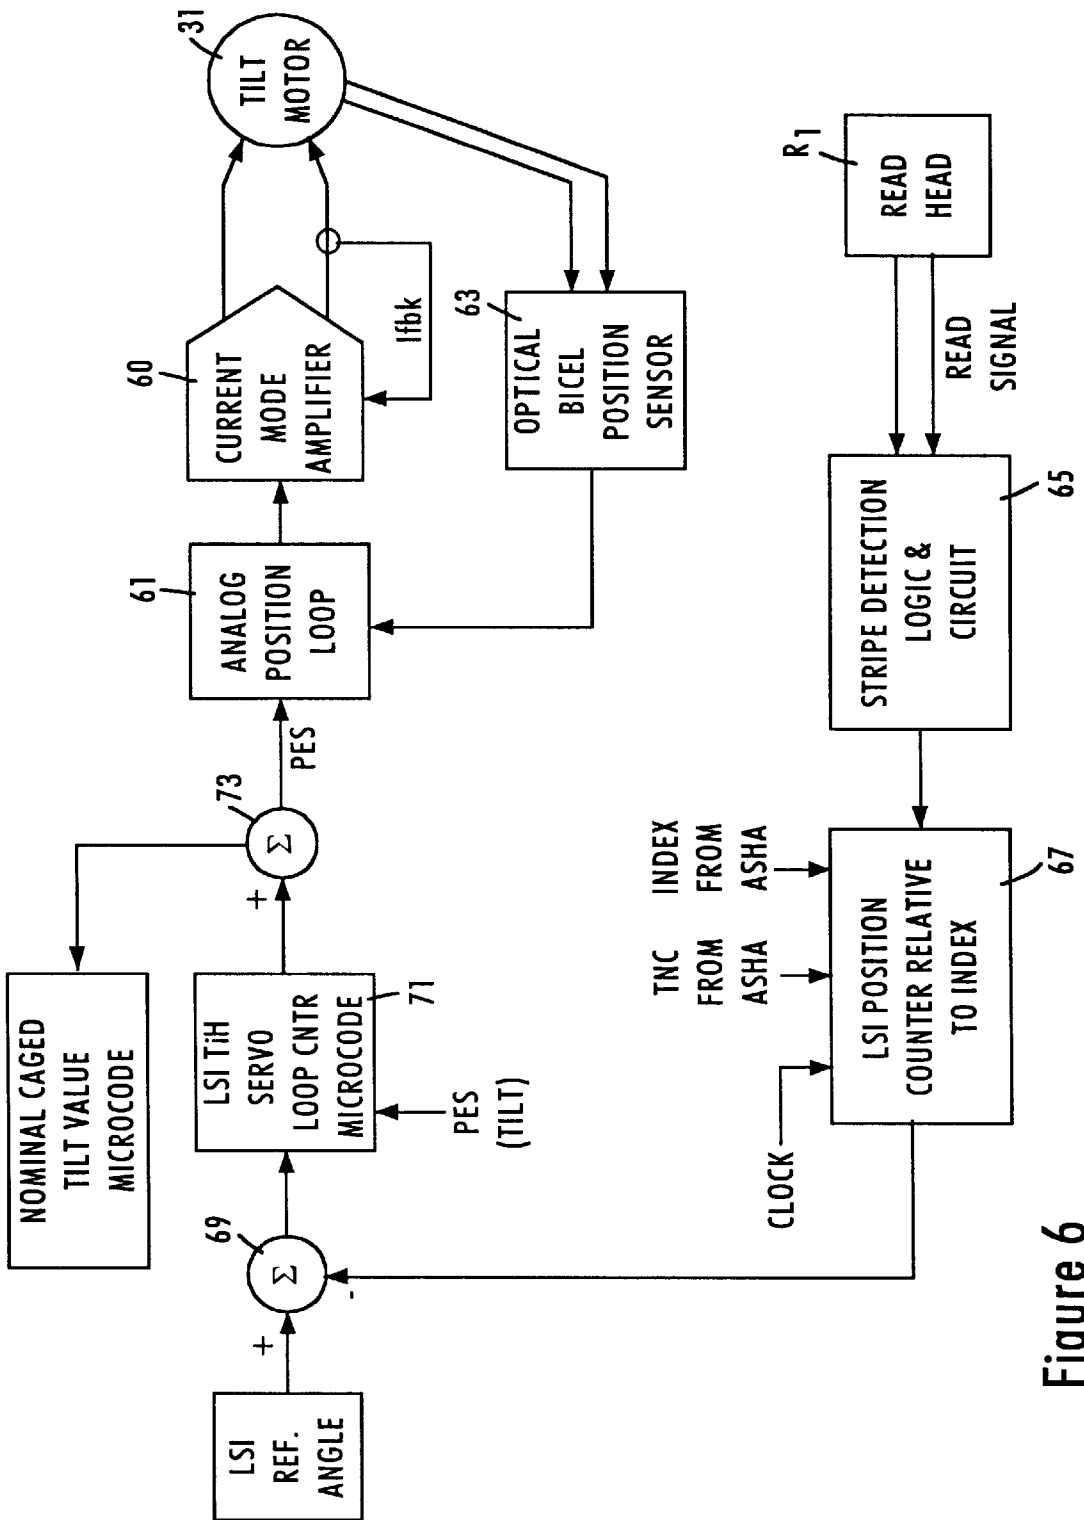 NOMINAL CAGED
TILT VALUE
MICROCODE
LSI
REF.
ANGLE
+
-
Σ
69
LSI TiH
SERVO
LOOP CNTR
MICROCODE
71
PES
(TILT)
+
Σ
73
PES
ANALOG
POSITION
LOOP
61
CURRENT
MODE
AMPLIFIER
60
Ifbk
TILT
MOTOR
31
OPTICAL
BICEL
POSITION
SENSOR
63
CLOCK
TNC
FROM
ASHA
INDEX
FROM
ASHA
LSI POSITION
COUNTER RELATIVE
TO INDEX
67
STRIPE DETECTION
LOGIC &
CIRCUIT
65
READ
SIGNAL
READ
HEAD
R1
Figure 6